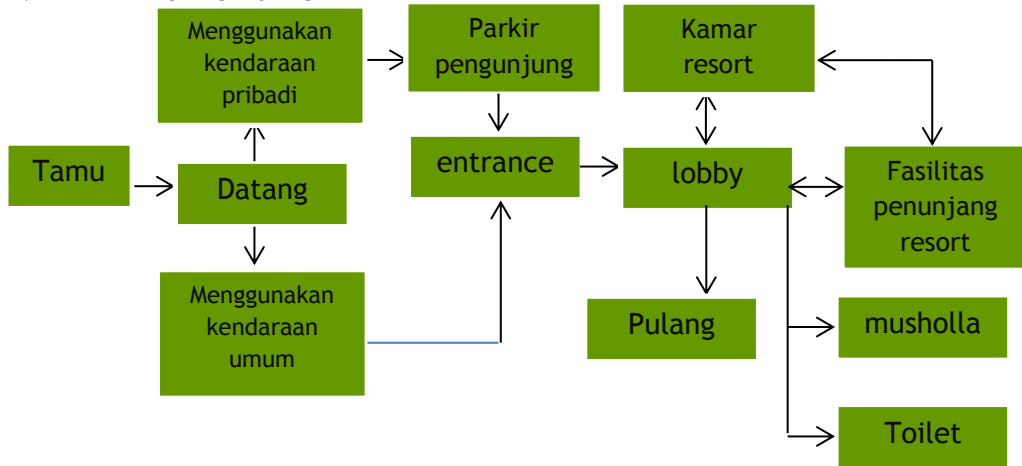 Menggunakan
kendaraan
pribadi
Parkir
pengunjung
Kamar
resort
Tamu
Datang
entrance
lobby
Fasilitas
penunjang
resort
Menggunakan
kendaraan
umum
Pulang
musholla
Toilet